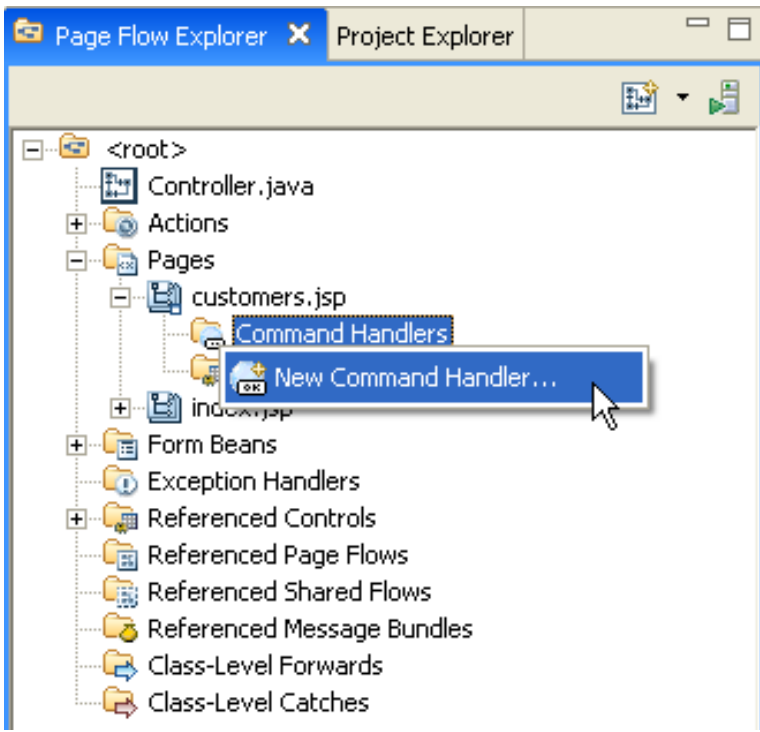 Page Flow Explorer Project Explorer
<root>
Controller.java
Actions
Pages
customers.jsp
Command Handlers
New Command Handler...
index.jsp
Form Beans
Exception Handlers
Referenced Controls
Referenced Page Flows
Referenced Shared Flows
Referenced Message Bundles
Class-Level Forwards
Class-Level Catches